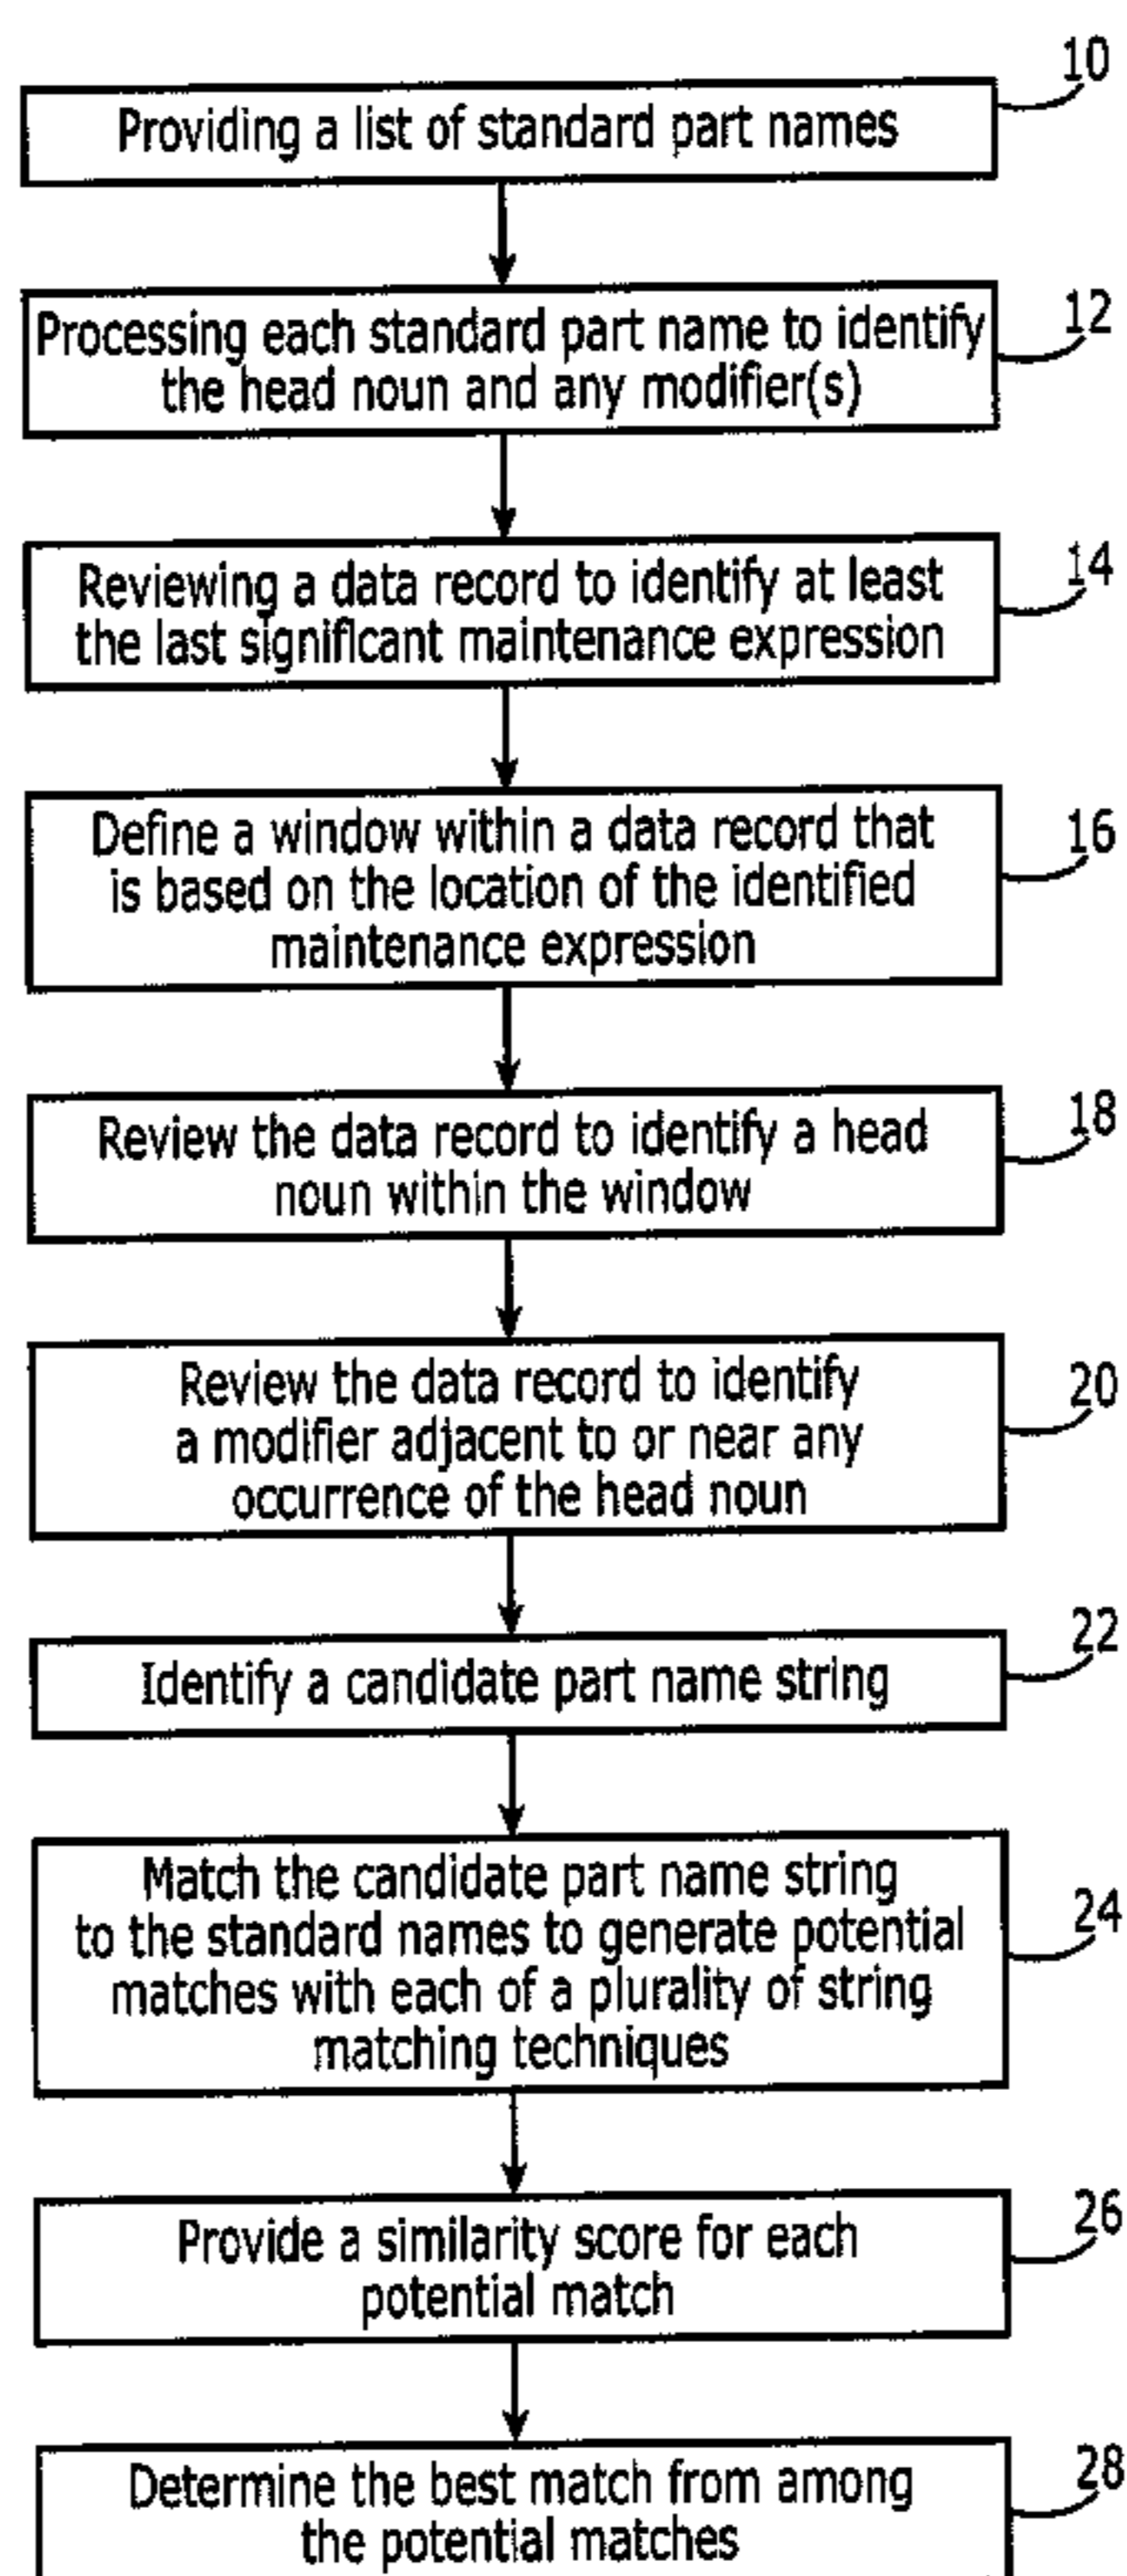 10
Providing a list of standard part names
12
Processing each standard part name to identify
the head noun and any modifier(s)
14
Reviewing a data record to identify at least
the last significant maintenance expression
16
Define a window within a data record that
is based on the location of the identified
maintenance expression
18
Review the data record to identify a head
noun within the window
20
Review the data record to identify
a modifier adjacent to or near any
occurrence of the head noun
22
Identify a candidate part name string
24
Match the candidate part name string
to the standard names to generate potential
matches with each of a plurality of string
matching techniques
26
Provide a similarity score for each
potential match
28
Determine the best match from among
the potential matches